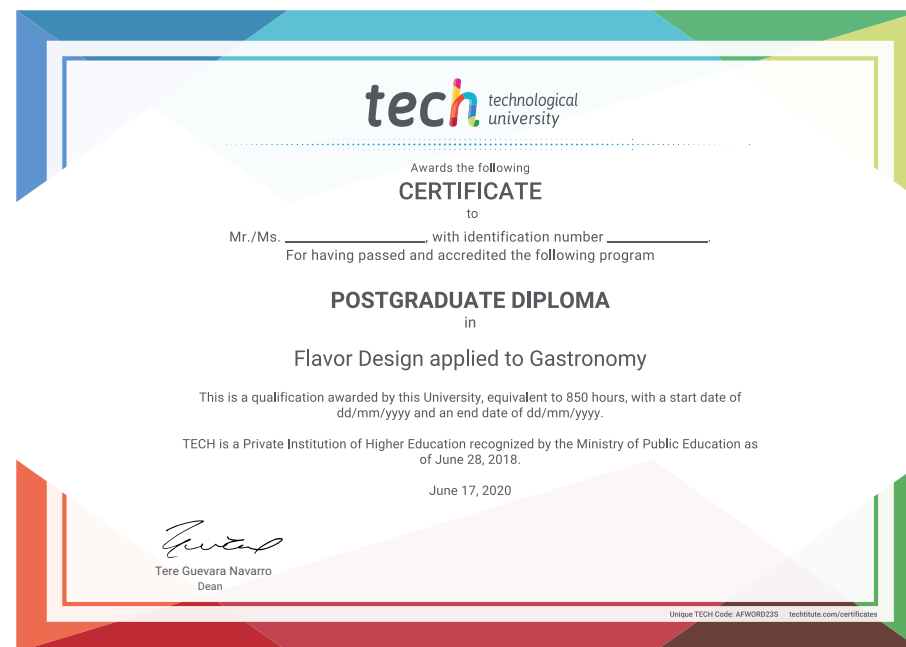 tech technological
university
Awards the following
CERTIFICATE
to
Mr./Ms. ____________________, with identification number ______________.
For having passed and accredited the following program
POSTGRADUATE DIPLOMA
in
Flavor Design applied to Gastronomy
This is a qualification awarded by this University, equivalent to 850 hours, with a start date of
dd/mm/yyyy and an end date of dd/mm/yyyy.
TECH is a Private Institution of Higher Education recognized by the Ministry of Public Education as
of June 28, 2018.
June 17, 2020
Tere Guevara Navarro
Dean
Unique TECH Code: AFWORD23S techtitute.com/certificates